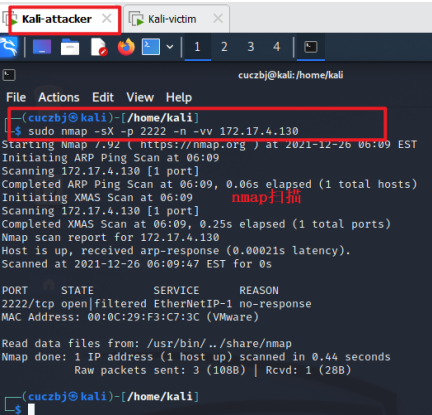 Kali-attacker
Kali-victim
1 2 3 4
cuczbj@kali: /home/kali
File Actions Edit View Help
(cuczbj㉿kali)-[/home/kali]
$ sudo nmap -sX -p 2222 -n -vv 172.17.4.130
Starting Nmap 7.92 ( https://nmap.org ) at 2021-12-26 06:09 EST
Initiating ARP Ping Scan at 06:09
Scanning 172.17.4.130 [1 port]
Completed ARP Ping Scan at 06:09, 0.06s elapsed (1 total hosts)
Initiating XMAS Scan at 06:09
nmap扫描
Scanning 172.17.4.130 [1 port]
Completed XMAS Scan at 06:09, 0.25s elapsed (1 total ports)
Nmap scan report for 172.17.4.130
Host is up, received arp-response (0.00021s latency).
Scanned at 2021-12-26 06:09:47 EST for 0s
PORT STATE SERVICE REASON
2222/tcp open|filtered EtherNetIP-1 no-response
MAC Address: 00:0C:29:F3:C7:3C (VMware)
Read data files from: /usr/bin/../share/nmap
Nmap done: 1 IP address (1 host up) scanned in 0.44 seconds
Raw packets sent: 3 (108B) | Rcvd: 1 (28B)
(cuczbj㉿kali)-[/home/kali]
$